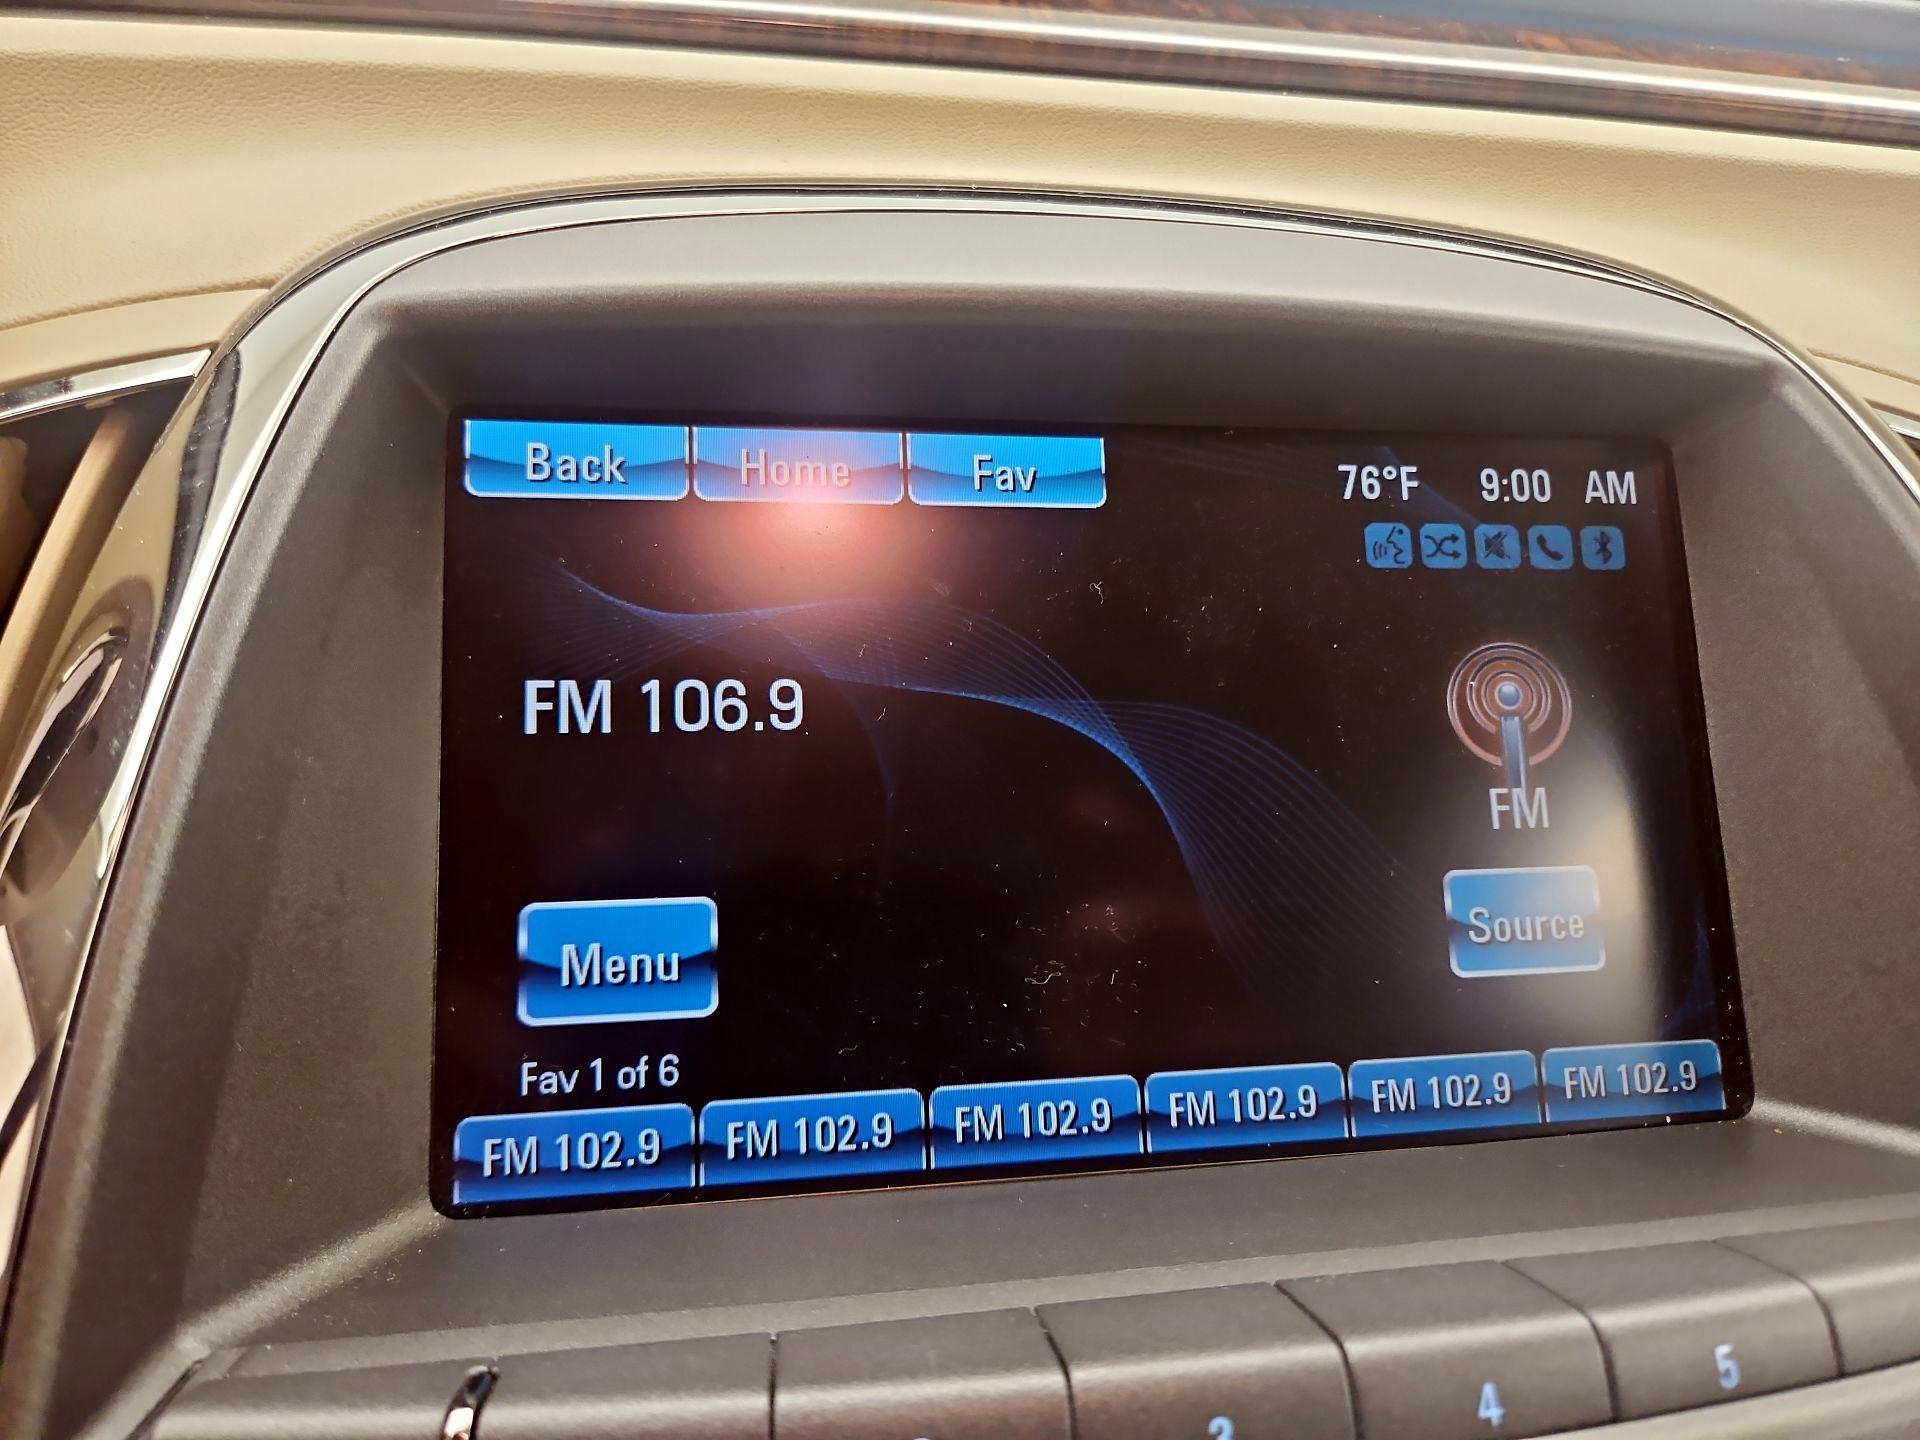 Back Home Fav
76°F 9:00 AM
FM 106.9
FM
Menu
Source
Fav 1 of 6
FM 102.9 FM 102.9 FM 102.9 FM 102.9 FM 102.9 FM 102.9
3 4 5